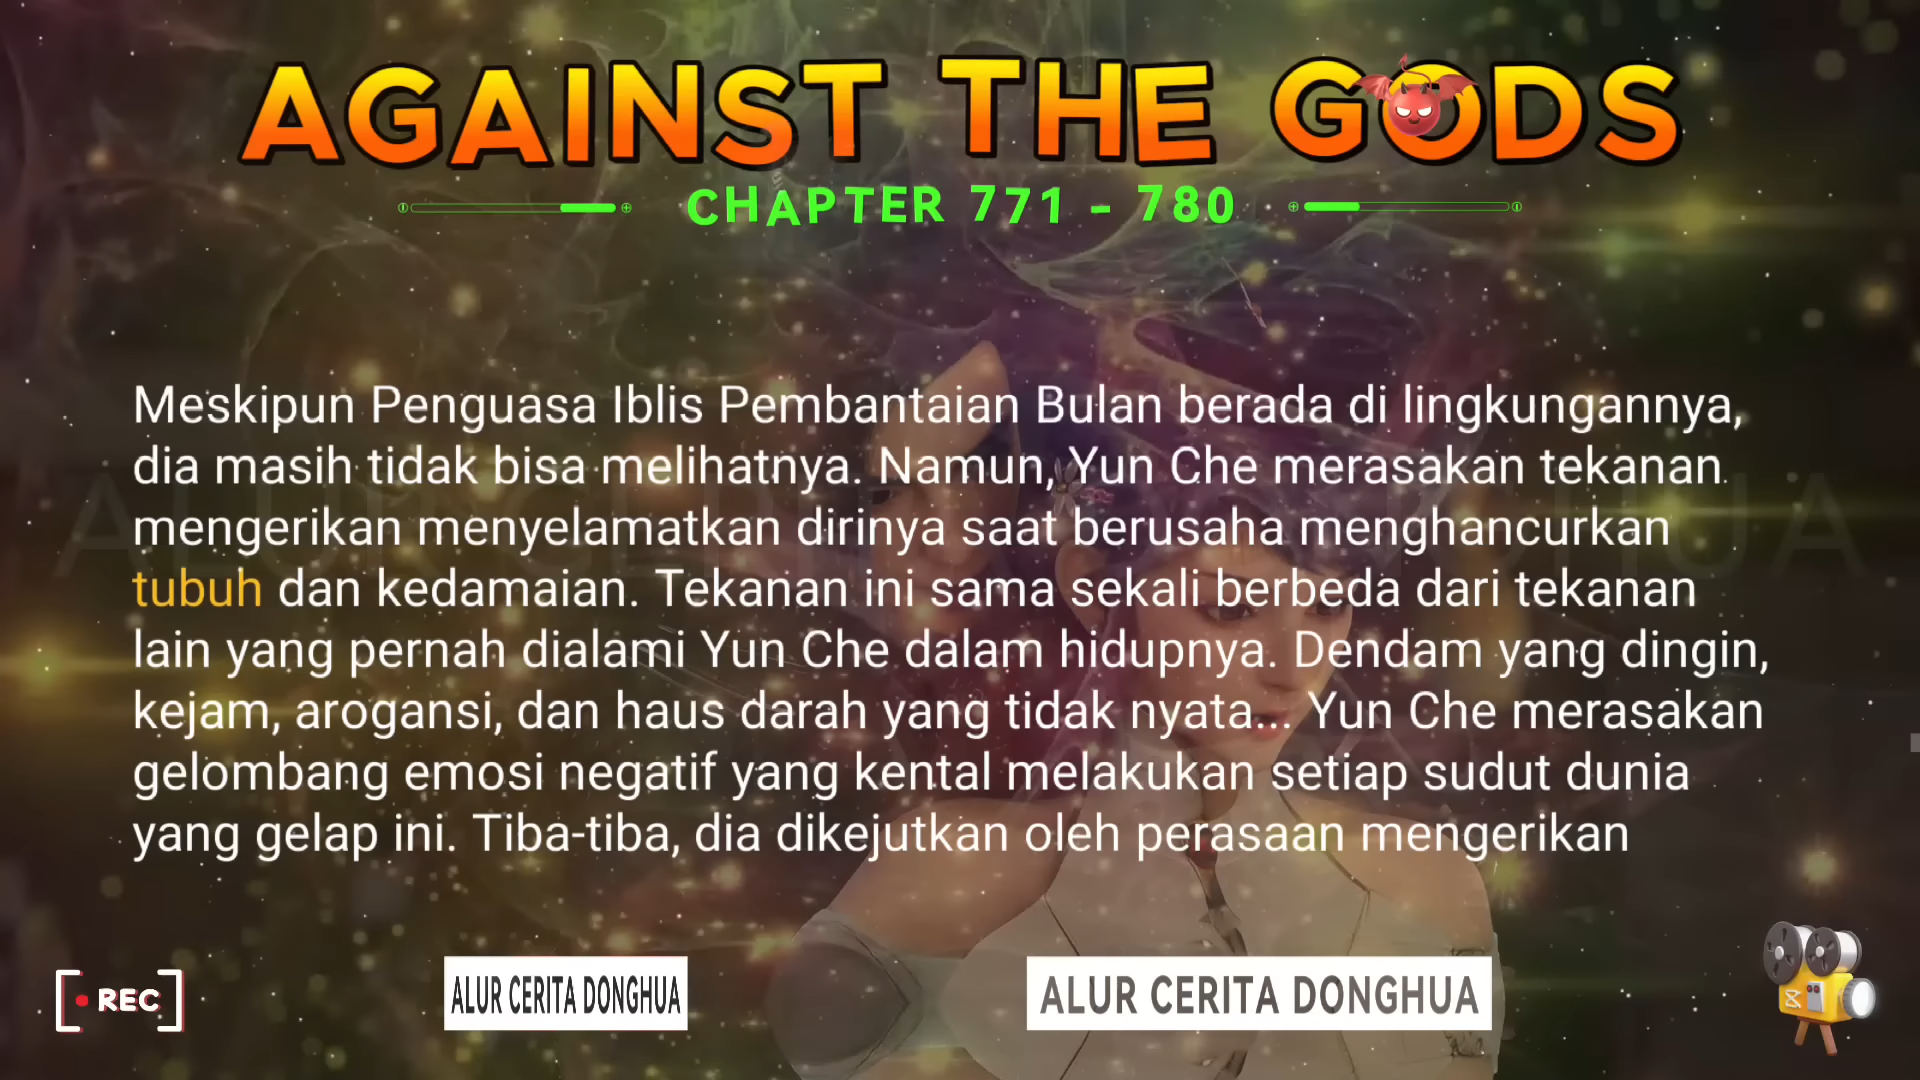 AGAINST THE GODS
CHAPTER 771 - 780
Meskipun Penguasa Iblis Pembantaian Bulan berada di lingkungannya,
dia masih tidak bisa melihatnya. Namun, Yun Che merasakan tekanan
mengerikan menyelamatkan dirinya saat berusaha menghancurkan
tubuh dan kedamaian. Tekanan ini sama sekali berbeda dari tekanan
lain yang pernah dialami Yun Che dalam hidupnya. Dendam yang dingin,
kejam, arogansi, dan haus darah yang tidak nyata... Yun Che merasakan
gelombang emosi negatif yang kental melakukan setiap sudut dunia
yang gelap ini. Tiba-tiba, dia dikejutkan oleh perasaan mengerikan
REC
ALUR CERITA DONGHUA
ALUR CERITA DONGHUA